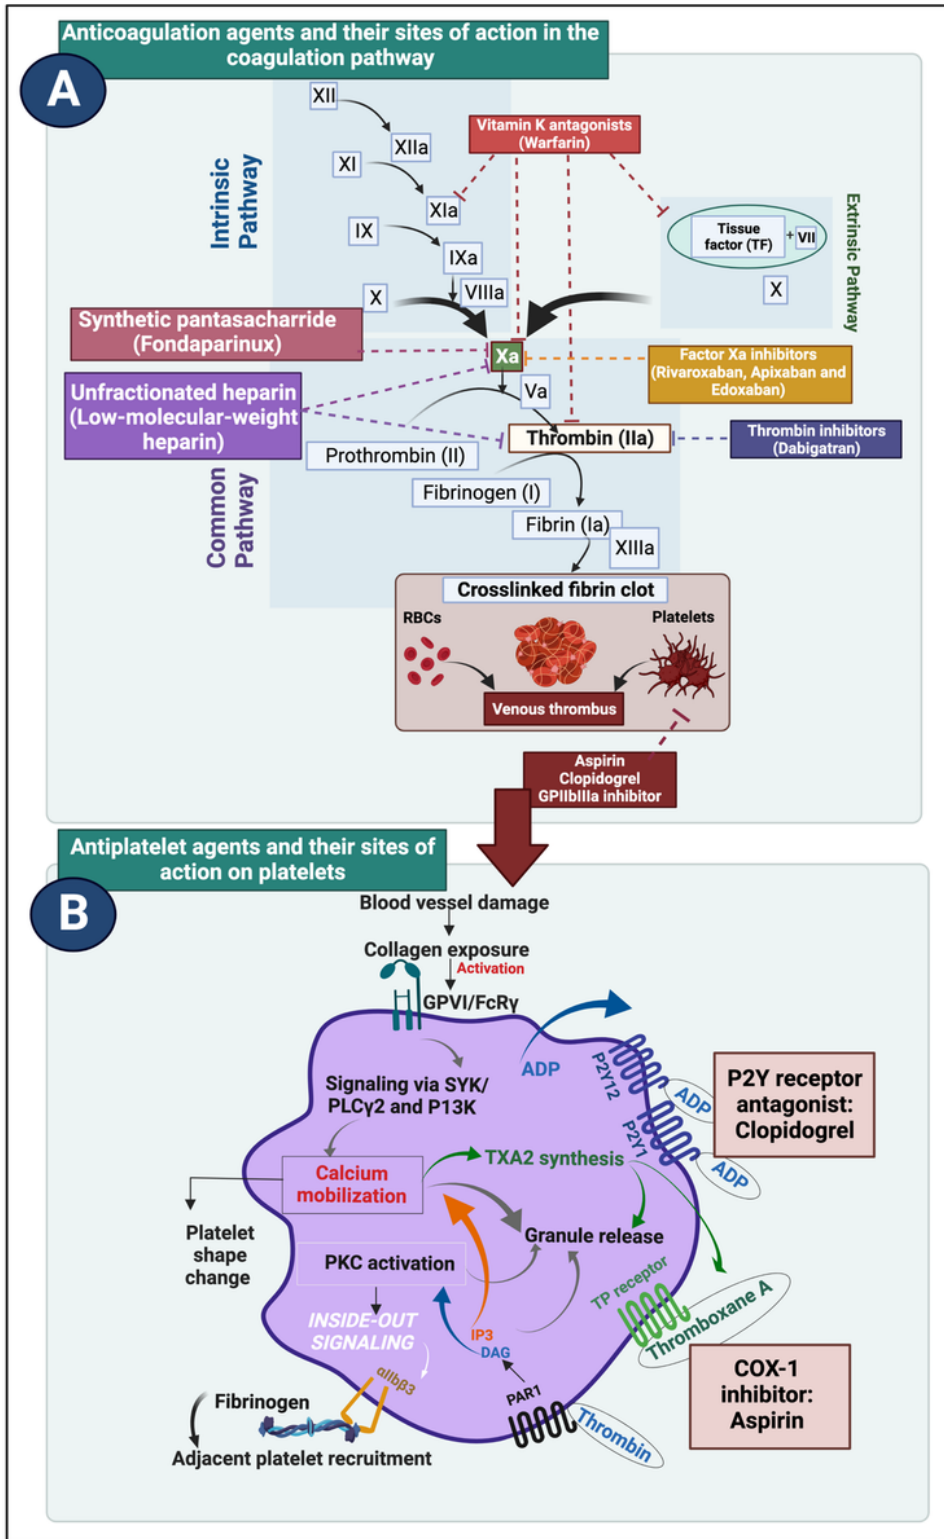 Anticoagulation agents and their sites of action in the
coagulation pathway
A
XII
XIIa
XI
XIa
IX
IXa
VIIIa
X
Intrinsic
Pathway
Vitamin K antagonists
(Warfarin)
Extrinsic Pathway
Tissue
factor (TF)
+ VII
X
Synthetic pantasacharride
(Fondaparinux)
Xa
Factor Xa inhibitors
(Rivaroxaban, Apixaban and
Edoxaban)
Unfractionated heparin
(Low-molecular-weight
heparin)
Va
Thrombin (IIa)
Thrombin inhibitors
(Dabigatran)
Prothrombin (II)
Common
Pathway
Fibrinogen (I)
Fibrin (Ia)
XIIIa
Crosslinked fibrin clot
RBCs
Platelets
Venous thrombus
Aspirin
Clopidogrel
GPIIbIIIa inhibitor
Antiplatelet agents and their sites of
action on platelets
B
Blood vessel damage
Collagen exposure
Activation
GPVI/FcRγ
ADP
P2Y12
ADP
P2Y1
ADP
P2Y receptor
antagonist:
Clopidogrel
Signaling via SYK/
PLCγ2 and P13K
TXA2 synthesis
Calcium
mobilization
Platelet
shape
change
Granule release
PKC activation
INSIDE-OUT
SIGNALING
IP3
DAG
TP receptor
Thromboxane A
COX-1
inhibitor:
Aspirin
αIIbβ3
PAR1
Thrombin
Fibrinogen
Adjacent platelet recruitment